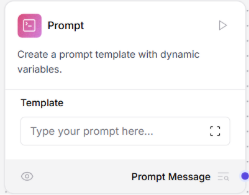 Prompt
Create a prompt template with dynamic
variables.
Template
Type your prompt here...
Prompt Message